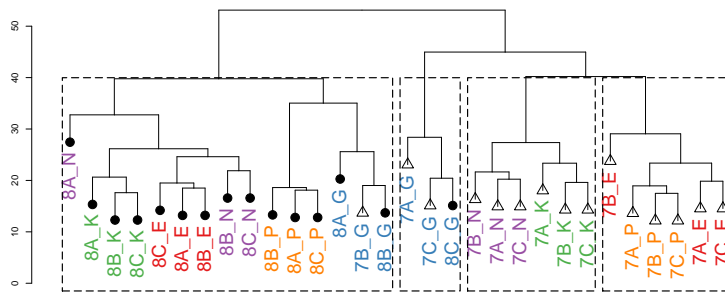 50
40
30
20
10
0
8A_N
8A_K
8B_K
8C_K
8C_E
8A_E
8B_E
8B_N
8C_N
8B_P
8A_P
8C_P
8A_G
7B_G
8B_G
7A_G
7C_G
8C_G
7B_N
7A_N
7C_N
7A_K
7B_K
7C_K
7B_E
7A_P
7B_P
7C_P
7A_E
7C_E